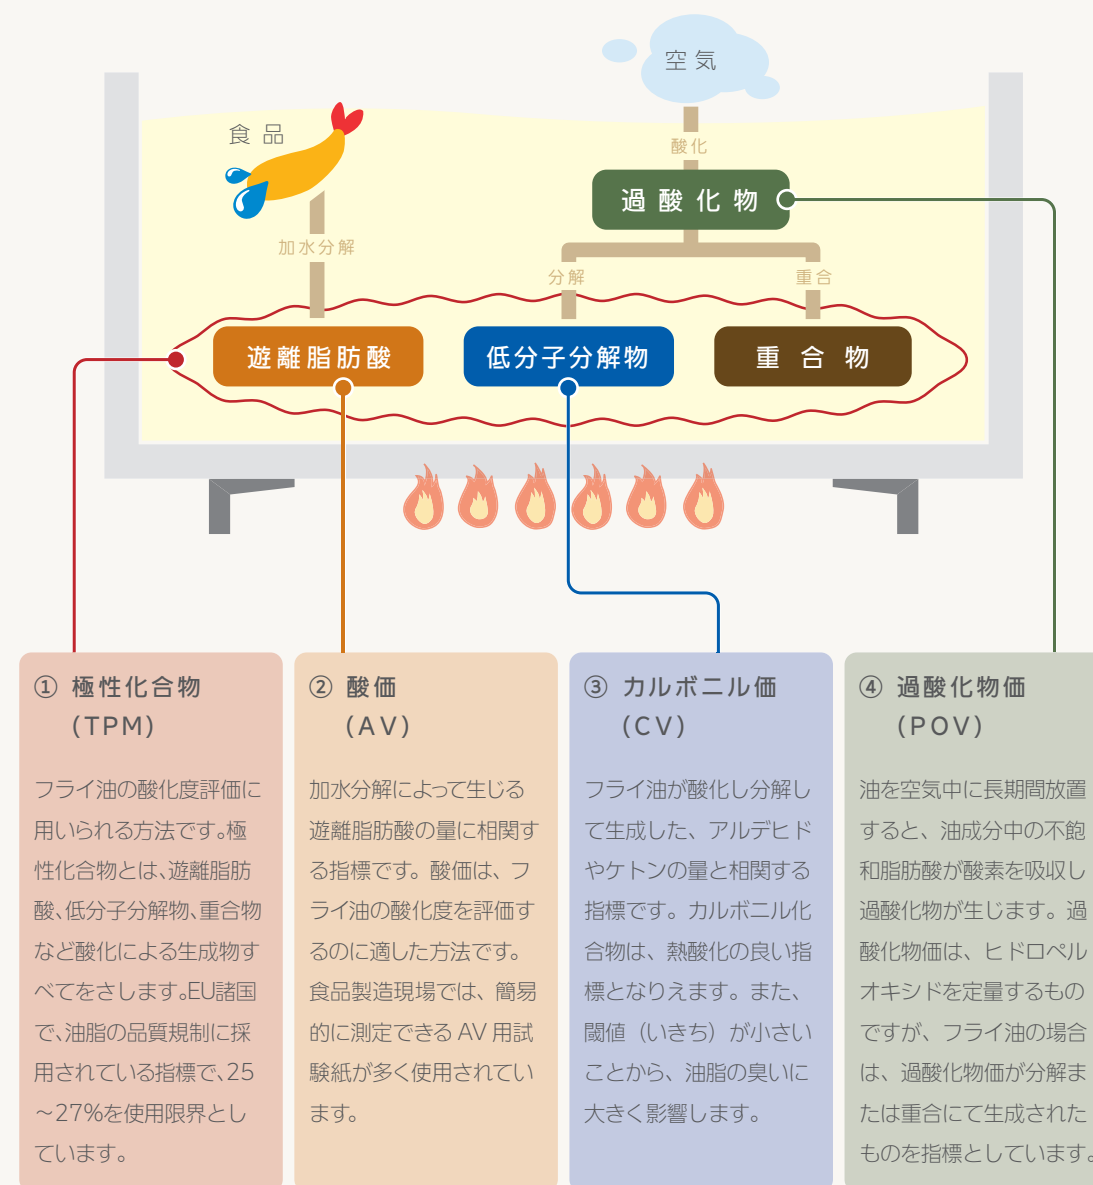 空気
食品
酸化
過酸化物
加水分解
分解
重合
遊離脂肪酸
低分子分解物
重合物
① 極性化合物
(TPM)
フライ油の酸化度評価に
用いられる方法です。極
性化合物とは、遊離脂肪
酸、低分子分解物、重合物
など酸化による生成物す
べてをさします。EU諸国
で、油脂の品質規制に採
用されている指標で、25
～27%を使用限界とし
ています。
② 酸価
(AV)
加水分解によって生じる
遊離脂肪酸の量に相関す
る指標です。酸価は、フ
ライ油の酸化度を評価す
るのに適した方法です。
食品製造現場では、簡易
的に測定できる AV 用試
験紙が多く使用されてい
ます。
③ カルボニル価
(CV)
フライ油が酸化し分解し
て生成した、アルデヒド
やケトンの量と相関する
指標です。カルボニル化
合物は、熱酸化の良い指
標となりえます。また、
閾値（いきち）が小さい
ことから、油脂の臭いに
大きく影響します。
④ 過酸化物価
(POV)
油を空気中に長期間放置
すると、油成分中の不飽
和脂肪酸が酸素を吸収し
過酸化物が生じます。過
酸化物価は、ヒドロペル
オキシドを定量するもの
ですが、フライ油の場合
は、過酸化物価が分解ま
たは重合にて生成された
ものを指標としています。